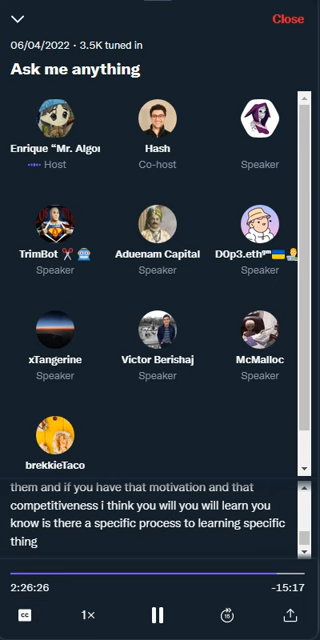 Close
06/04/2022 · 3.5K tuned in
Ask me anything
Enrique "Mr. Algor
Hash
Host
Co-host
Speaker
TrimBot ✂️ 🤖
Aduenam Capital
D0p3.eth 🇺🇦
Speaker
Speaker
Speaker
xTangerine
Victor Berishaj
McMalloc
Speaker
Speaker
Speaker
brekkieTaco
them and if you have that motivation and that
competitiveness i think you will you will learn you
know is there a specific process to learning specific
thing
2:26:26
-15:17
CC
1×
15